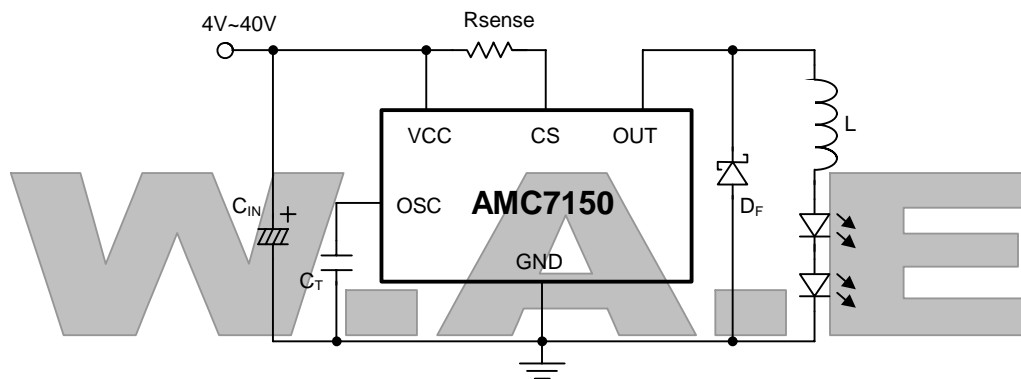 Rsense
4V~40V
VCC
CS
OUT
L
OSC
AMC7150
CIN
+
DF
GND
CT
W.A.E